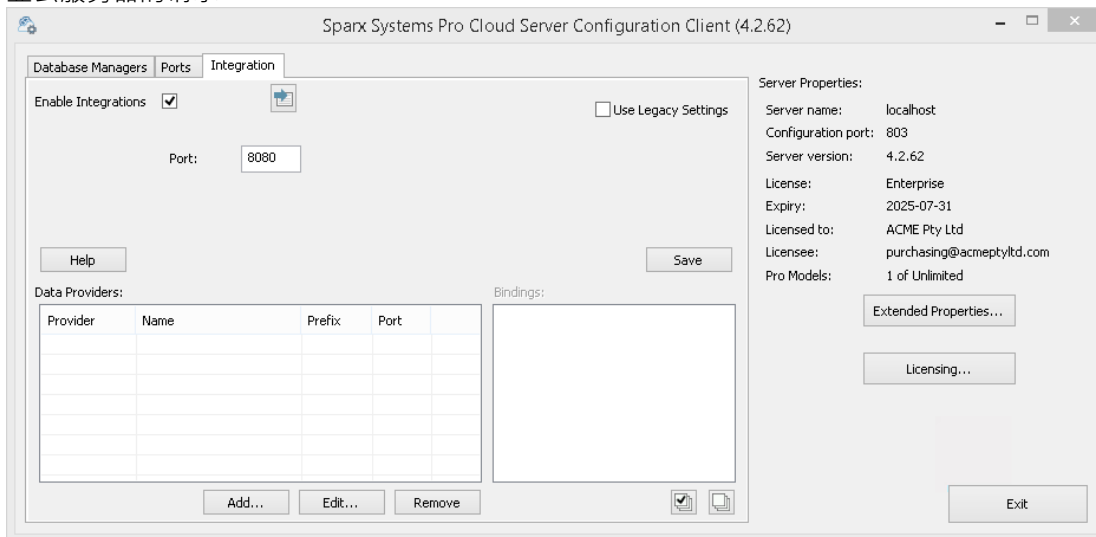 Sparx Systems Pro Cloud Server Configuration Client (4.2.62)
Database Managers Ports Integration
Enable Integrations
Use Legacy Settings
Port: 8080
Help Save
Data Providers: Bindings:
Provider Name Prefix Port
Add... Edit... Remove
Server Properties:
Server name: localhost
Configuration port: 803
Server version: 4.2.62
License: Enterprise
Expiry: 2025-07-31
Licensed to: ACME Pty Ltd
Licensee: purchasing@acmeptyltd.com
Pro Models: 1 of Unlimited
Extended Properties...
Licensing...
Exit